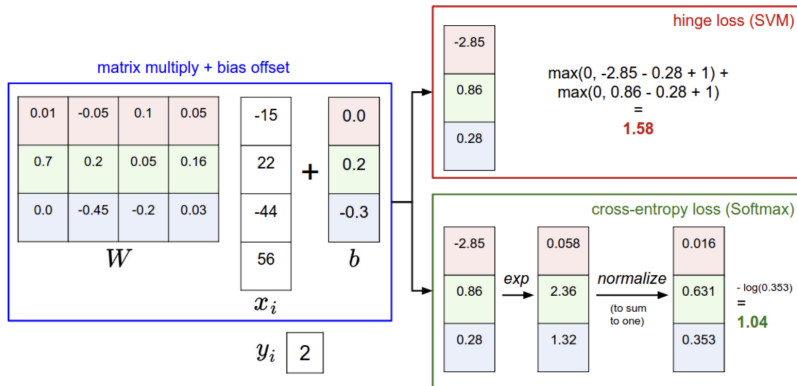 matrix multiply + bias offset
0.01 -0.05 0.1 0.05
0.7 0.2 0.05 0.16
0.0 -0.45 -0.2 0.03
W
-15
22
-44
56
x_i
+
0.0
0.2
-0.3
b
y_i 2
hinge loss (SVM)
-2.85
0.86
0.28
max(0, -2.85 - 0.28 + 1) +
max(0, 0.86 - 0.28 + 1)
=
1.58
cross-entropy loss (Softmax)
-2.85
0.86
0.28
exp
0.058
2.36
1.32
normalize
(to sum
to one)
0.016
0.631
0.353
- log(0.353)
=
1.04